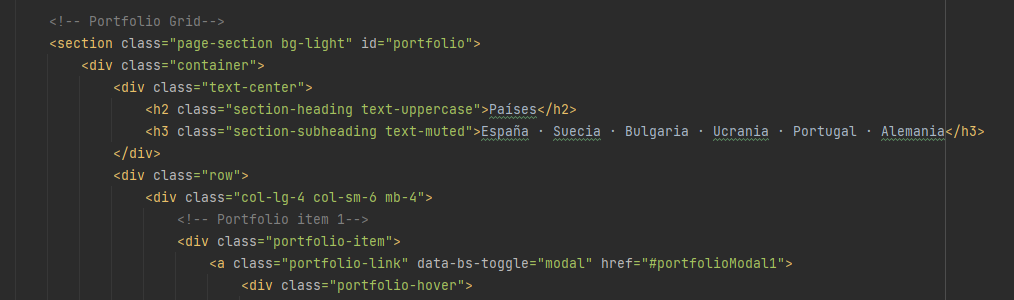 <!-- Portfolio Grid-->
<section class="page-section bg-light" id="portfolio">
<div class="container">
<div class="text-center">
<h2 class="section-heading text-uppercase">Países</h2>
<h3 class="section-subheading text-muted">España · Suecia · Bulgaria · Ucrania · Portugal · Alemania</h3>
</div>
<div class="row">
<div class="col-lg-4 col-sm-6 mb-4">
<!-- Portfolio item 1-->
<div class="portfolio-item">
<a class="portfolio-link" data-bs-toggle="modal" href="#portfolioModal1">
<div class="portfolio-hover">